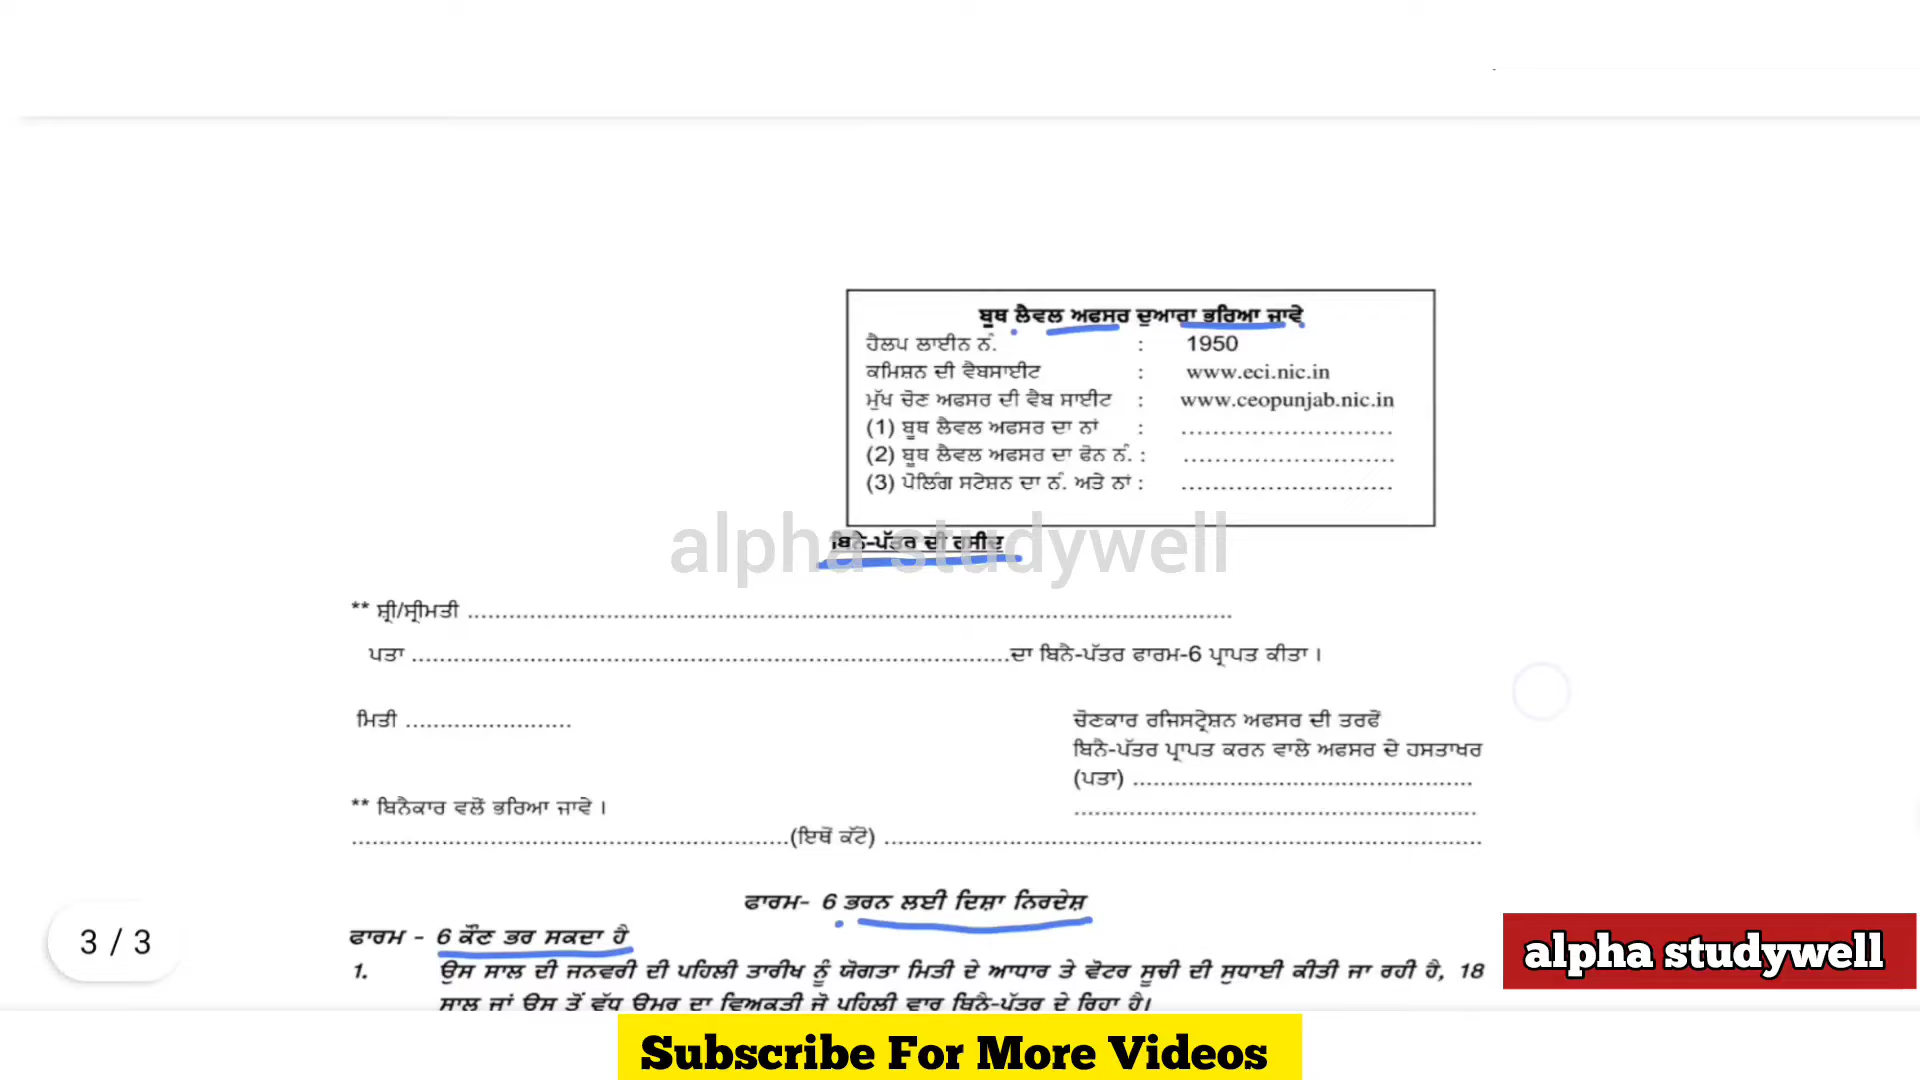 ਬੂਥ ਲੈਵਲ ਅਫਸਰ ਦੁਆਰਾ ਭਰਿਆ ਜਾਵੇ
ਹੈਲਪ ਲਾਈਨ ਨੰ. : 1950
ਕਮਿਸ਼ਨ ਦੀ ਵੈਬਸਾਈਟ : www.eci.nic.in
ਮੁੱਖ ਚੋਣ ਅਫਸਰ ਦੀ ਵੈਬ ਸਾਈਟ : www.ceopunjab.nic.in
(1) ਬੂਥ ਲੈਵਲ ਅਫਸਰ ਦਾ ਨਾਂ : ...........................
(2) ਬੂਥ ਲੈਵਲ ਅਫਸਰ ਦਾ ਫੋਨ ਨੰ. : ...........................
(3) ਪੋਲਿੰਗ ਸਟੇਸ਼ਨ ਦਾ ਨੰ. ਅਤੇ ਨਾਂ : ...........................
alpha studywell
ਬਿਨੈ-ਪੱਤਰ ਦੀ ਰਸੀਦ
** ਸ਼੍ਰੀ/ਸ੍ਰੀਮਤੀ ..............................................................
ਪਤਾ ..............................................................ਦਾ ਬਿਨੈ-ਪੱਤਰ ਫਾਰਮ-6 ਪ੍ਰਾਪਤ ਕੀਤਾ ।
ਮਿਤੀ ........................
ਚੋਣਕਾਰ ਰਜਿਸਟ੍ਰੇਸ਼ਨ ਅਫਸਰ ਦੀ ਤਰਫੋਂ
ਬਿਨੈ-ਪੱਤਰ ਪ੍ਰਾਪਤ ਕਰਨ ਵਾਲੇ ਅਫਸਰ ਦੇ ਹਸਤਾਖਰ
(ਪਤਾ) ................................................
** ਬਿਨੈਕਾਰ ਵਲੋਂ ਭਰਿਆ ਜਾਵੇ ।
................................................................(ਇਥੋਂ ਕੱਟੋ) ................................................................
ਫਾਰਮ- 6 ਭਰਨ ਲਈ ਦਿਸ਼ਾ ਨਿਰਦੇਸ਼
ਫਾਰਮ - 6 ਕੌਣ ਭਰ ਸਕਦਾ ਹੈ
1. ਉਸ ਸਾਲ ਦੀ ਜਨਵਰੀ ਦੀ ਪਹਿਲੀ ਤਾਰੀਖ ਨੂੰ ਯੋਗਤਾ ਮਿਤੀ ਦੇ ਆਧਾਰ ਤੇ ਵੋਟਰ ਸੂਚੀ ਦੀ ਸੁਧਾਈ ਕੀਤੀ ਜਾ ਰਹੀ ਹੈ, 18
ਸਾਲ ਜਾਂ ਉਸ ਤੋਂ ਵੱਧ ਉਮਰ ਦਾ ਵਿਅਕਤੀ ਜੋ ਪਹਿਲੀ ਵਾਰ ਬਿਨੈ-ਪੱਤਰ ਦੇ ਰਿਹਾ ਹੈ।
3 / 3
alpha studywell
Subscribe For More Videos